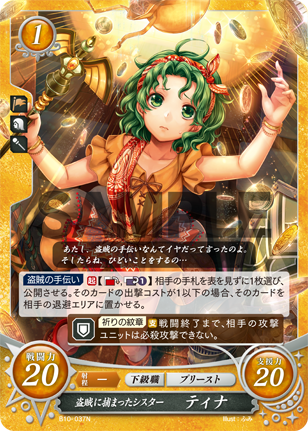 1
SAMPLE
あたし、盗賊の手伝いなんてイヤだって言ったのよ。
そしたらね、ひどいことをするの…
盗賊の手伝い 起 相手の手札を表を見ずに1枚選び、
公開させる。そのカードの出撃コストが1以下の場合、そのカードを
相手の退避エリアに置かせる。
祈りの紋章 戦闘終了まで、相手の攻撃
ユニットは必殺攻撃できない。
戦闘力
20
射程 一
下級職
プリースト
支援力
20
盗賊に捕まったシスター ティナ
B10-037N
Illust:ふみ